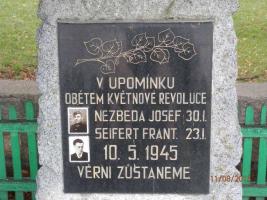 V UPOMÍNKU
OBĚTEM KVĚTNOVÉ REVOLUCE
NEZBEDA JOSEF 30 l.
SEIFERT FRANT. 23 l.
10. 5. 1945
VĚRNI ZŮSTANEME